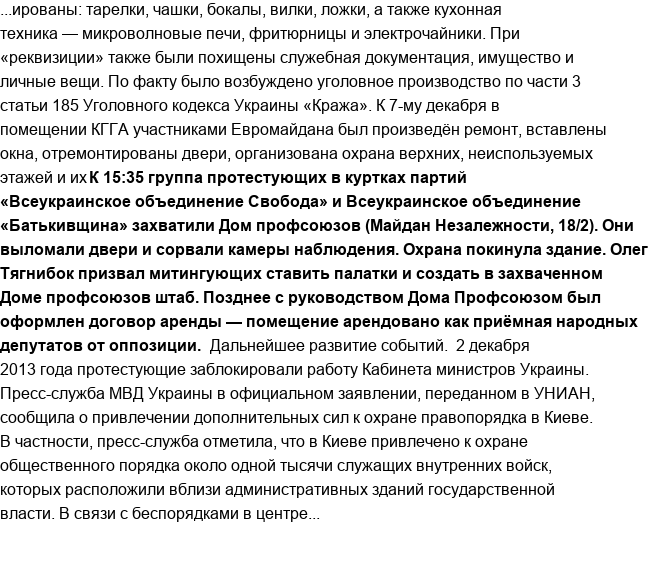 ...ированы: тарелки, чашки, бокалы, вилки, ложки, а также кухонная
техника — микроволновые печи, фритюрницы и электрочайники. При
«реквизиции» также были похищены служебная документация, имущество и
личные вещи. По факту было возбуждено уголовное производство по части 3
статьи 185 Уголовного кодекса Украины «Кража». К 7-му декабря в
помещении КГГА участниками Евромайдана был произведён ремонт, вставлены
окна, отремонтированы двери, организована охрана верхних, неиспользуемых
этажей и их К 15:35 группа протестующих в куртках партий
«Всеукраинское объединение Свобода» и Всеукраинское объединение
«Батькивщина» захватили Дом профсоюзов (Майдан Незалежности, 18/2). Они
выломали двери и сорвали камеры наблюдения. Охрана покинула здание. Олег
Тягнибок призвал митингующих ставить палатки и создать в захваченном
Доме профсоюзов штаб. Позднее с руководством Дома Профсоюзом был
оформлен договор аренды — помещение арендовано как приёмная народных
депутатов от оппозиции. Дальнейшее развитие событий. 2 декабря
2013 года протестующие заблокировали работу Кабинета министров Украины.
Пресс-служба МВД Украины в официальном заявлении, переданном в УНИАН,
сообщила о привлечении дополнительных сил к охране правопорядка в Киеве.
В частности, пресс-служба отметила, что в Киеве привлечено к охране
общественного порядка около одной тысячи служащих внутренних войск,
которых расположили вблизи административных зданий государственной
власти. В связи с беспорядками в центре...